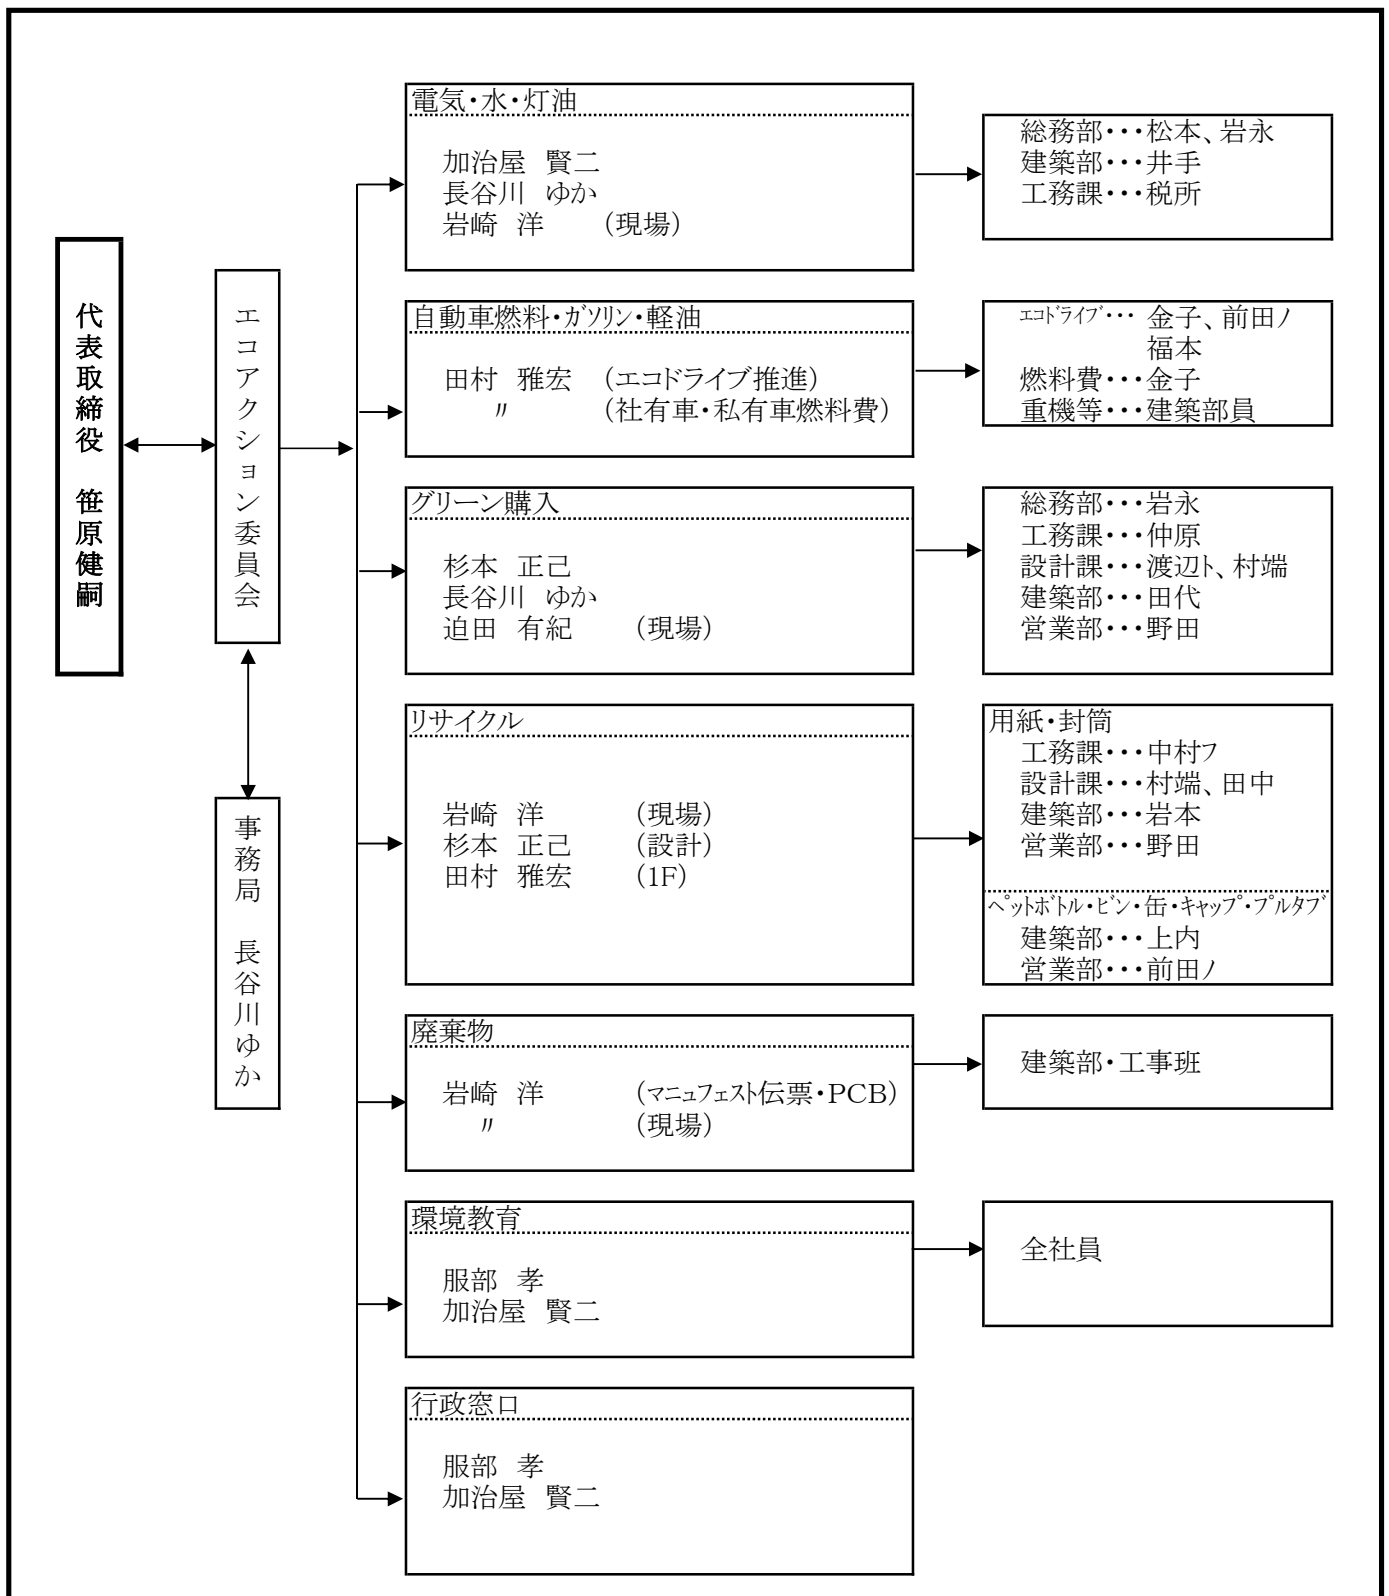 代表取締役　笹原健嗣
エコアクション委員会
事務局　長谷川ゆか
電気・水・灯油
加治屋　賢二
長谷川　ゆか
岩崎　洋　　（現場）
総務部・・・松本、岩永
建築部・・・井手
工務課・・・税所
自動車燃料・ｶﾞｿﾘﾝ・軽油
田村　雅宏　（エコドライブ推進）
〃　　（社有車・私有車燃料費）
ｴｺﾄﾞﾗｲﾌﾞ・・・　金子、前田ﾉ
福本
燃料費・・・金子
重機等・・・建築部員
グリーン購入
杉本　正己
長谷川　ゆか
迫田　有紀　　（現場）
総務部・・・岩永
工務課・・・仲原
設計課・・・渡辺ﾄ、村端
建築部・・・田代
営業部・・・野田
リサイクル
岩崎　洋　　　（現場）
杉本　正己　　（設計）
田村　雅宏　　（1F）
用紙・封筒
工務課・・・中村ﾌ
設計課・・・村端、田中
建築部・・・岩本
営業部・・・野田
ﾍﾟｯﾄﾎﾞﾄﾙ・ﾋﾞﾝ・缶・ｷｬｯﾌﾟ・ﾌﾟﾙﾀﾌﾞ
建築部・・・上内
営業部・・・前田ﾉ
廃棄物
岩崎　洋　　　（ﾏﾆｭﾌｪｽﾄ伝票・PCB）
〃　　　　（現場）
建築部・工事班
環境教育
服部　孝
加治屋　賢二
全社員
行政窓口
服部　孝
加治屋　賢二